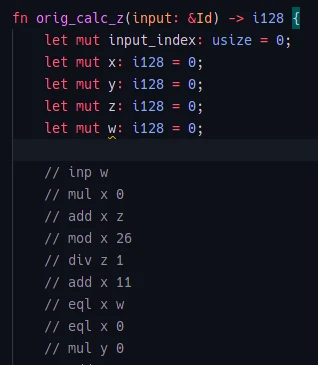 fn orig_calc_z(input: &Id) -> i128 {
let mut input_index: usize = 0;
let mut x: i128 = 0;
let mut y: i128 = 0;
let mut z: i128 = 0;
let mut w: i128 = 0;
// inp w
// mul x 0
// add x z
// mod x 26
// div z 1
// add x 11
// eql x w
// eql x 0
// mul y 0